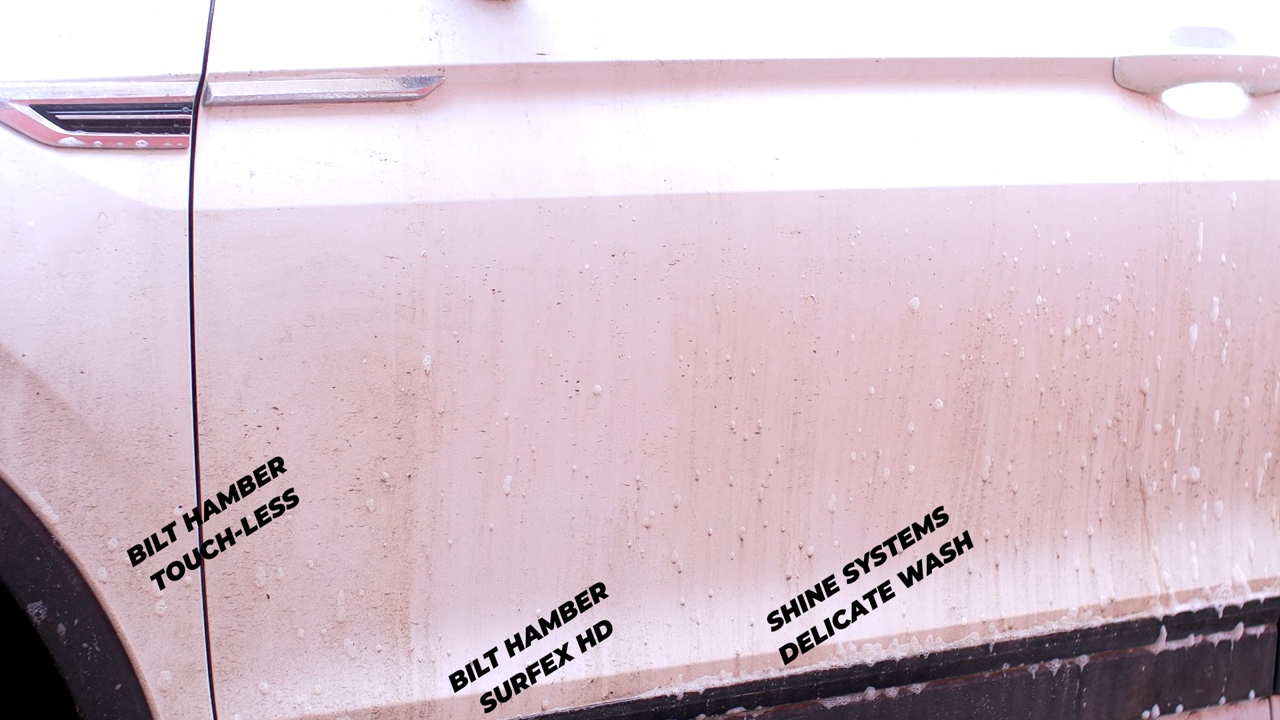 BILT HAMBER
TOUCH-LESS
BILT HAMBER
SURFEX HD
SHINE SYSTEMS
DELICATE WASH